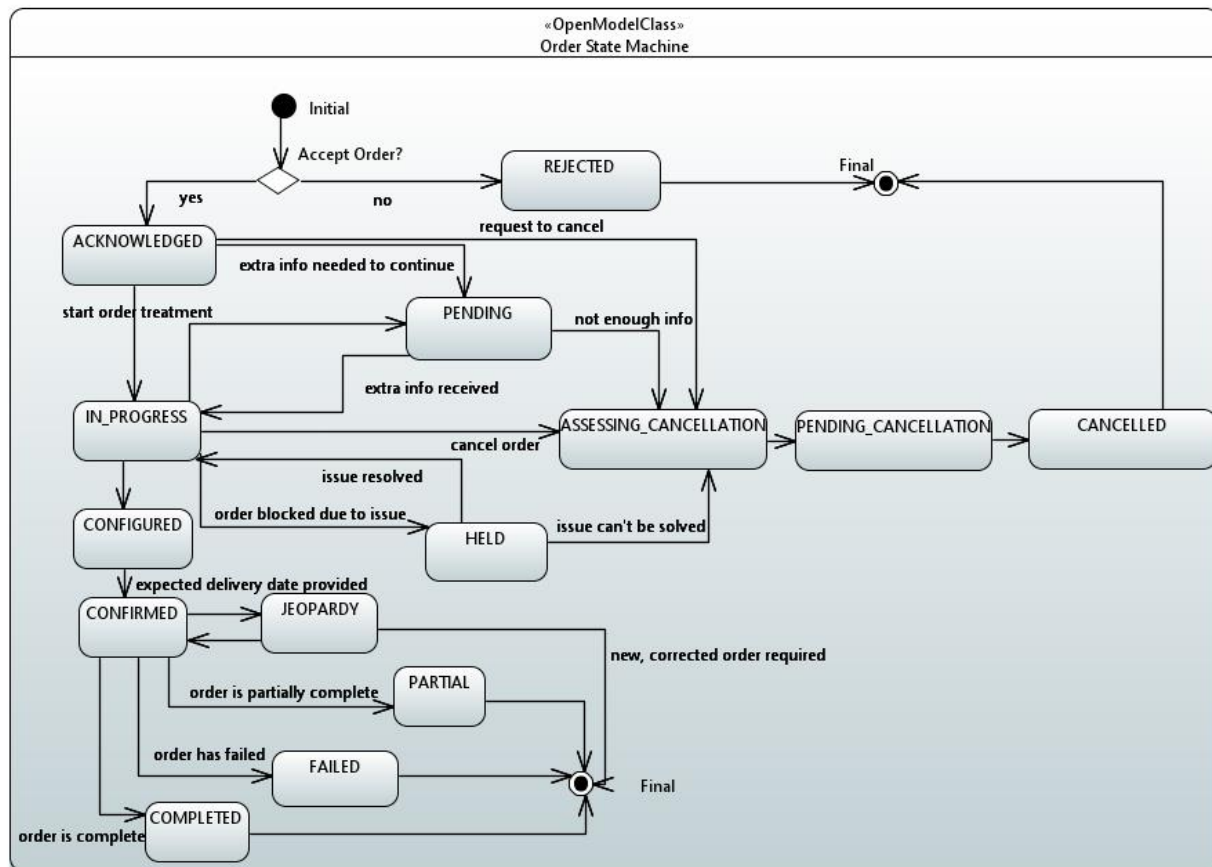 «OpenModelClass»
Order State Machine
Initial
Accept Order?
REJECTED
Final
yes
no
request to cancel
ACKNOWLEDGED
extra info needed to continue
start order treatment
PENDING
not enough info
extra info received
IN_PROGRESS
ASSESSING_CANCELLATION
PENDING_CANCELLATION
CANCELLED
cancel order
issue resolved
order blocked due to issue
CONFIGURED
HELD
issue can't be solved
expected delivery date provided
CONFIRMED
JEOPARDY
new, corrected order required
PARTIAL
order is partially complete
order has failed
FAILED
Final
COMPLETED
order is complete